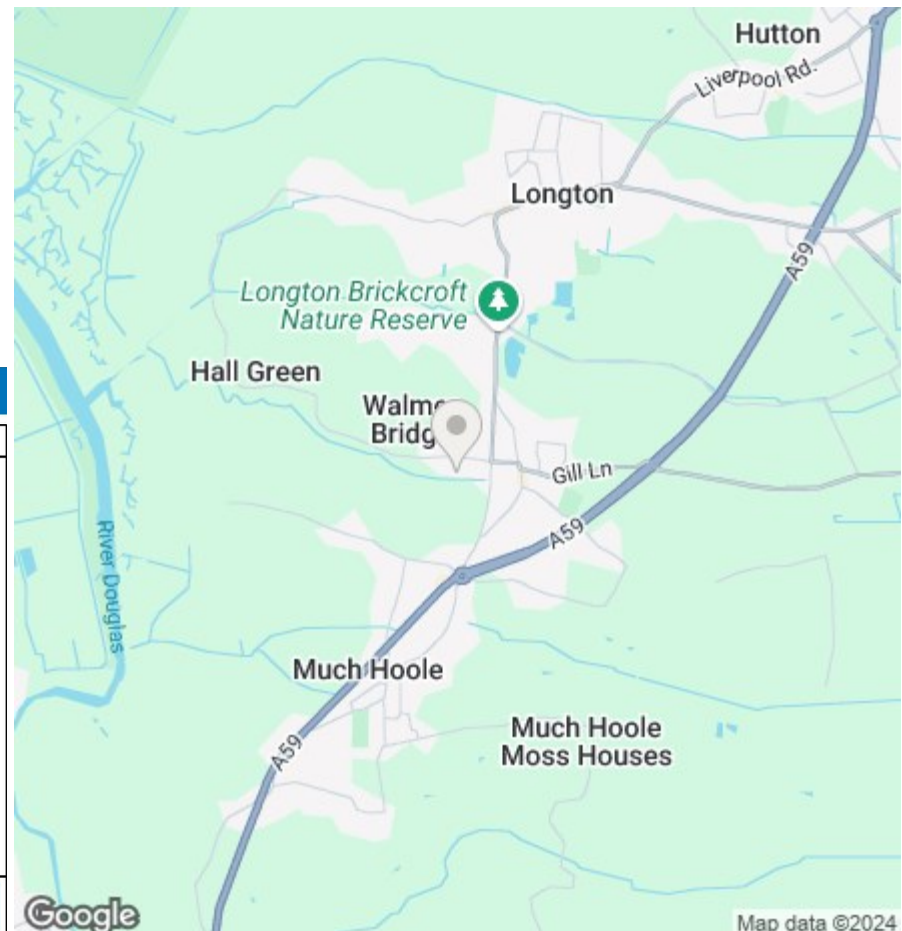 Hutton
Liverpool Rd.
Longton
A59
Longton Brickcroft
Nature Reserve
Hall Green
Bridg
Gill Ln
A59
River Douglas
Much Hoole
Much Hoole
Moss Houses
A59
Google
Map data ©2024